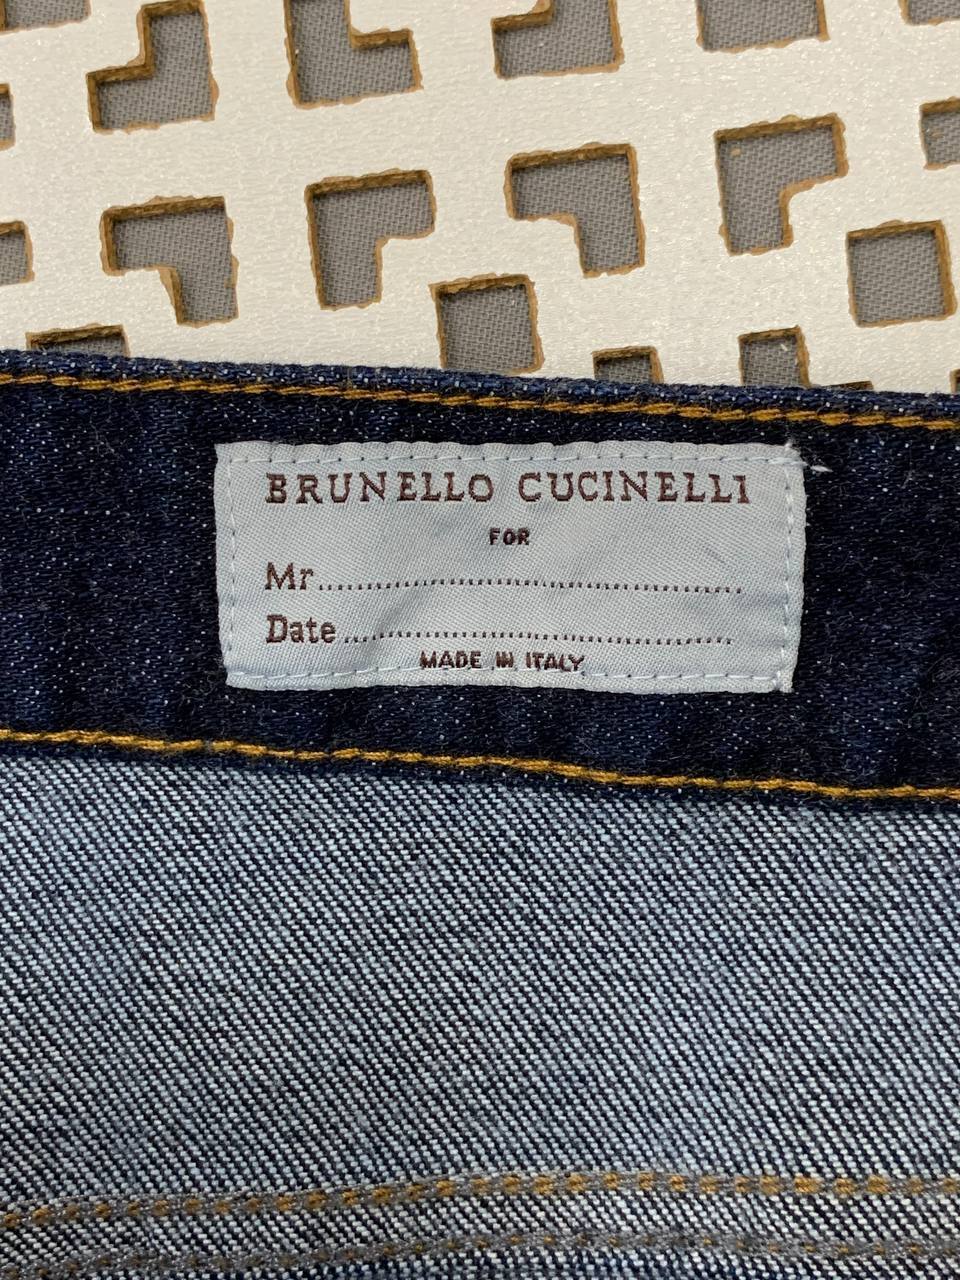 BRUNELLO CUCINELLI
FOR
Mr..........................................................
Date.....................................................
MADE IN ITALY